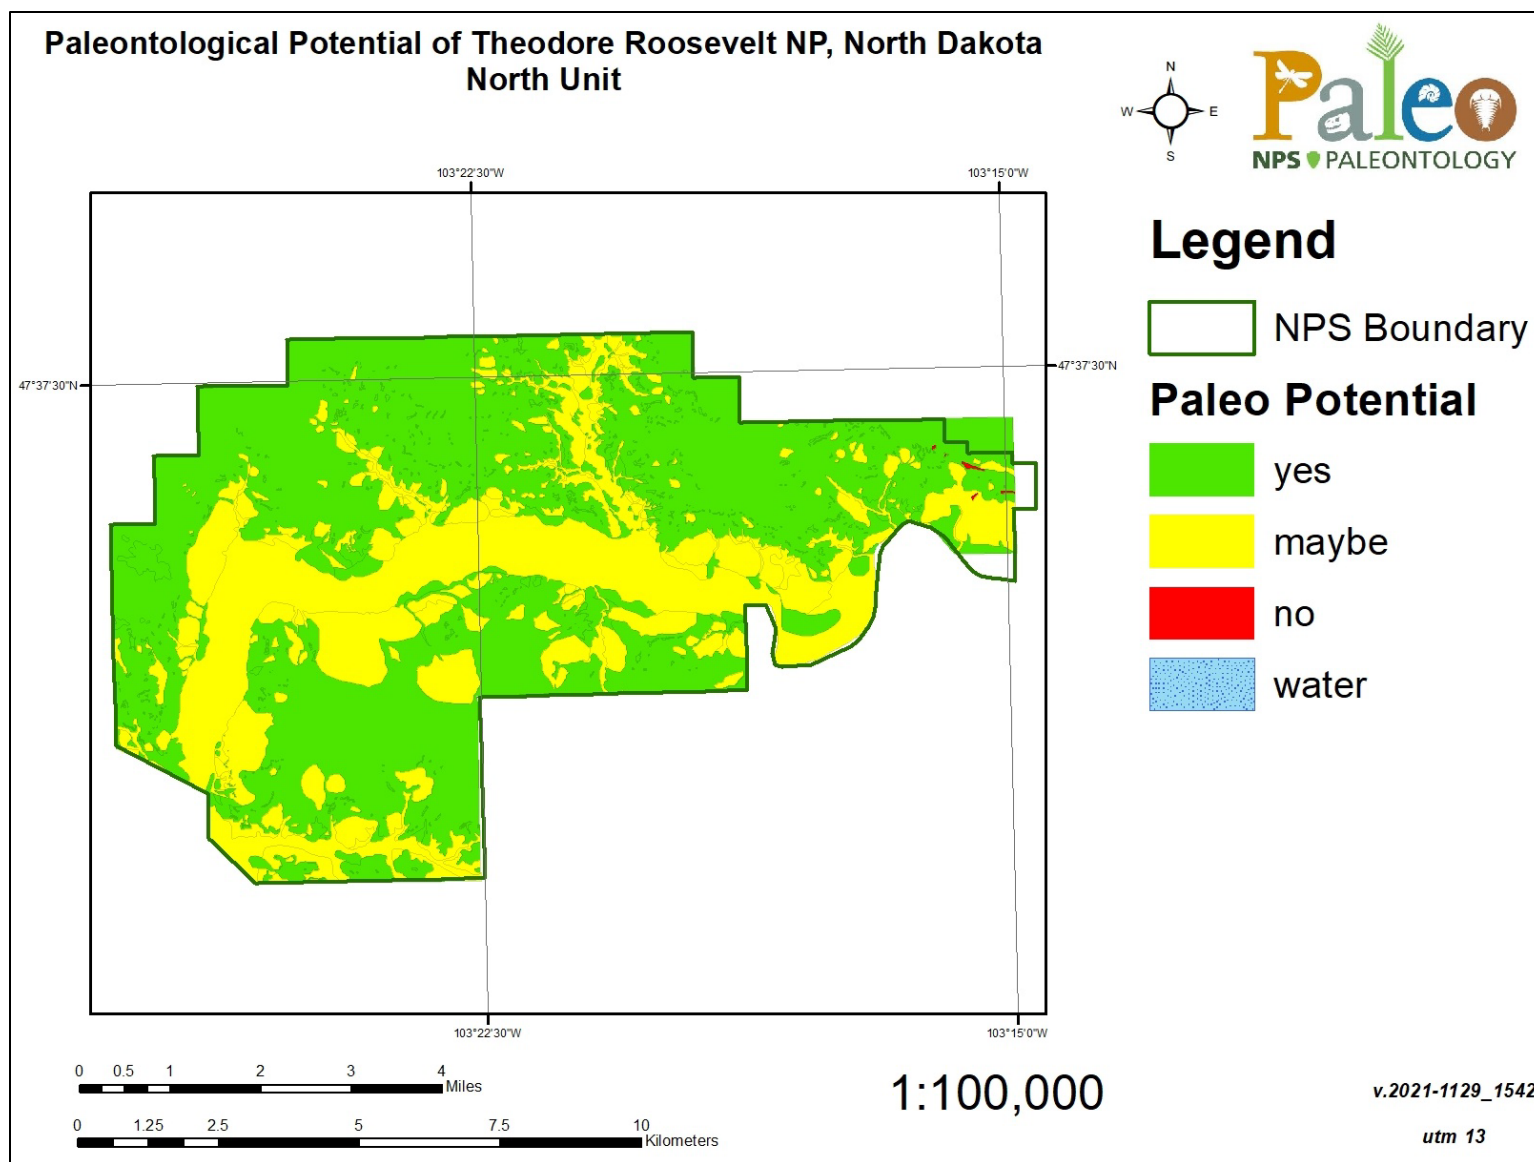 Paleontological Potential of Theodore Roosevelt NP, North Dakota
North Unit
N
W E
S
Paleo
NPS PALEONTOLOGY
103°22'30"W 103°15'0"W
47°37'30"N 47°37'30"N
Legend
NPS Boundary
Paleo Potential
yes
maybe
no
water
103°22'30"W 103°15'0"W
0 0.5 1 2 3 4
Miles
0 1.25 2.5 5 7.5 10
Kilometers
1:100,000
v.2021-1129_1542
utm 13